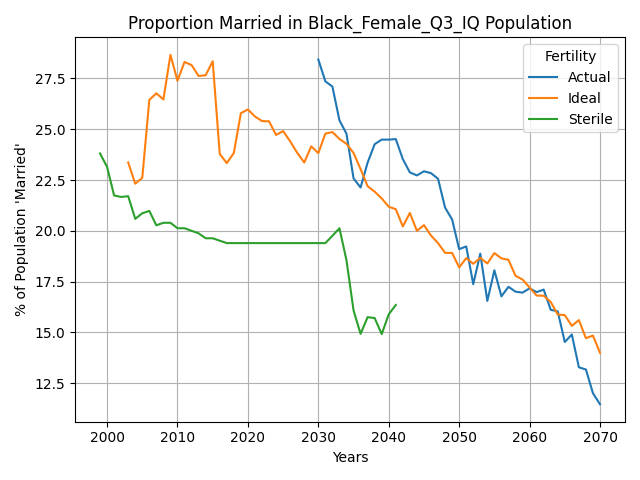 Proportion Married in Black_Female_Q3_IQ Population
Fertility
Actual
Ideal
Sterile
% of Population 'Married'
27.5
25.0
22.5
20.0
17.5
15.0
12.5
2000 2010 2020 2030 2040 2050 2060 2070
Years